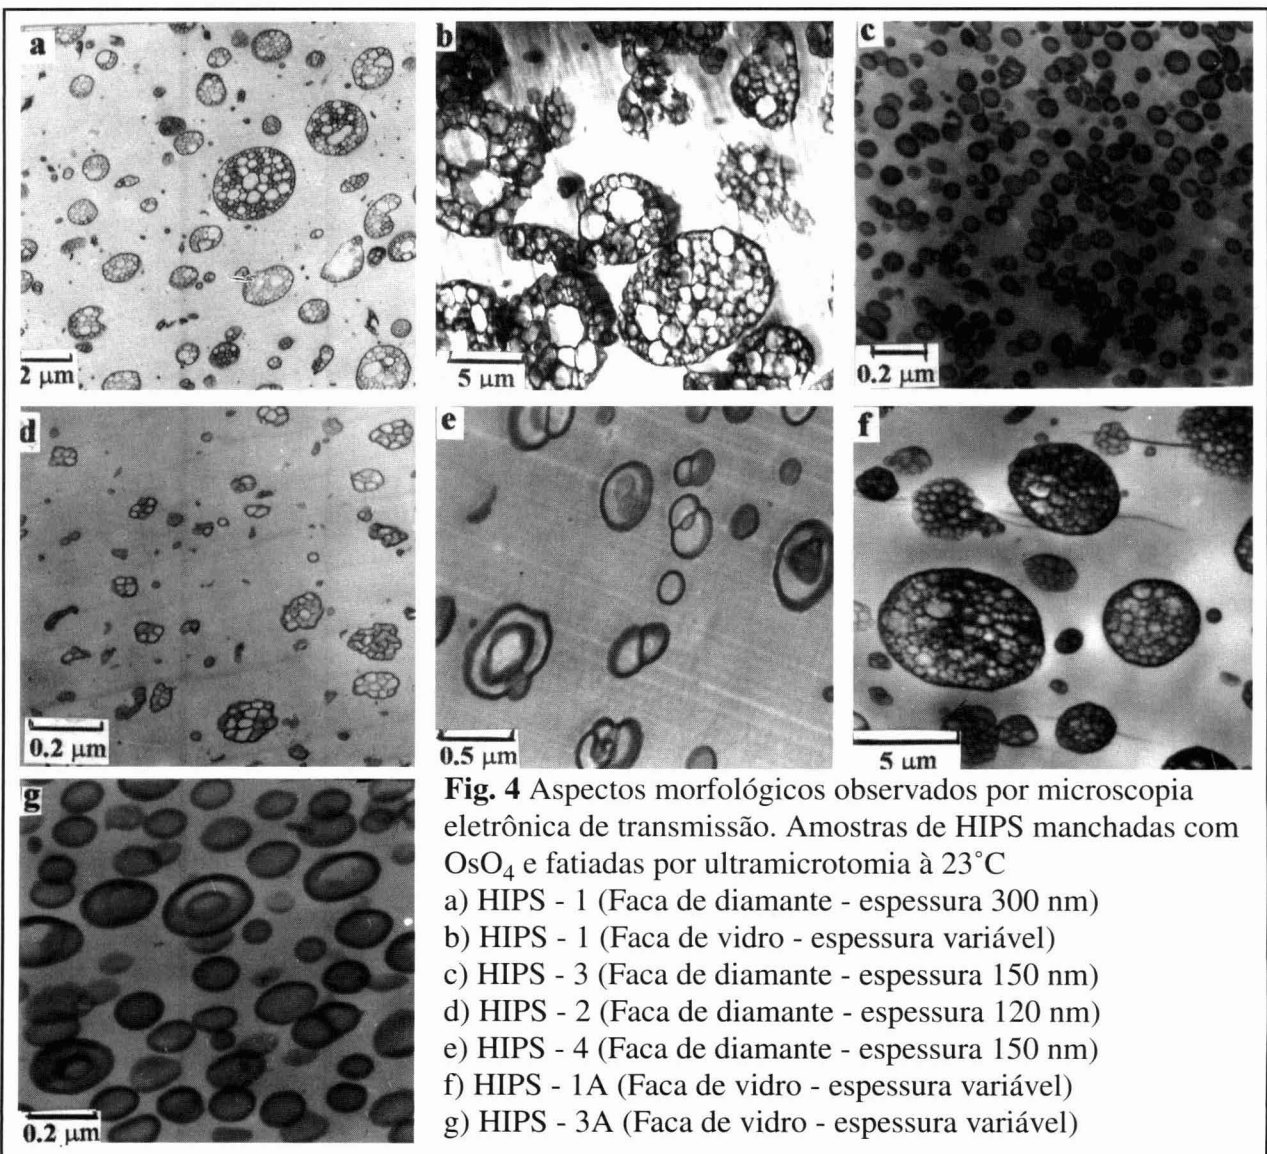 a
2 µm
b
5 µm
c
0.2 µm
d
0.2 µm
e
0.5 µm
f
5 µm
g
0.2 µm
Fig. 4 Aspectos morfológicos observados por microscopia
eletrônica de transmissão. Amostras de HIPS manchadas com
OsO₄ e fatiadas por ultramicrotomia à 23˚C
a) HIPS - 1 (Faca de diamante - espessura 300 nm)
b) HIPS - 1 (Faca de vidro - espessura variável)
c) HIPS - 3 (Faca de diamante - espessura 150 nm)
d) HIPS - 2 (Faca de diamante - espessura 120 nm)
e) HIPS - 4 (Faca de diamante - espessura 150 nm)
f) HIPS - 1A (Faca de vidro - espessura variável)
g) HIPS - 3A (Faca de vidro - espessura variável)